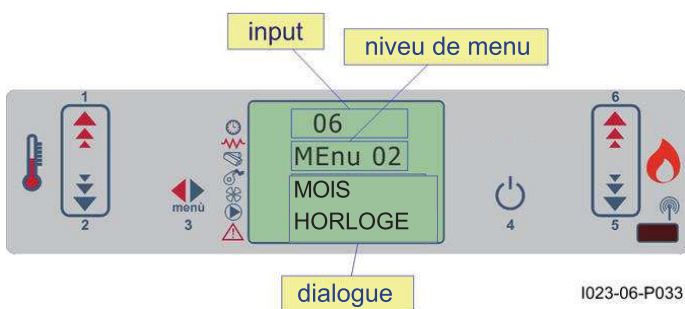 input
niveu de menu
1
6
06
MEnu 02
MOIS
HORLOGE
menù
2
3
4
5
dialogue
I023-06-P033